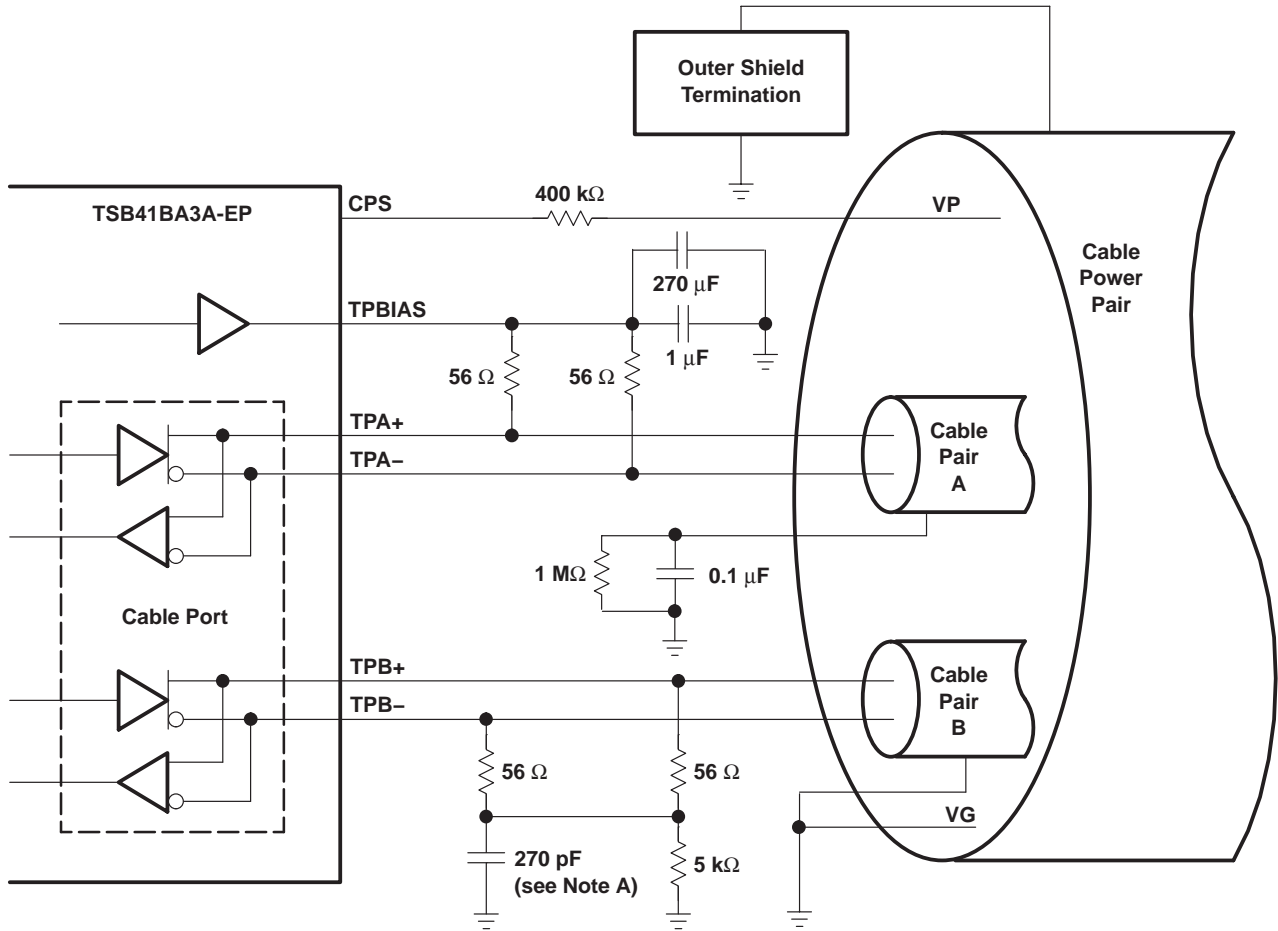 Outer Shield
Termination
TSB41BA3A-EP
CPS
400 kΩ
VP
Cable
Power
Pair
270 μF
TPBIAS
1 μF
56 Ω
56 Ω
TPA+
TPA−
Cable
Pair
A
1 MΩ
0.1 μF
Cable Port
TPB+
TPB−
Cable
Pair
B
56 Ω
56 Ω
VG
270 pF
(see Note A)
5 kΩ